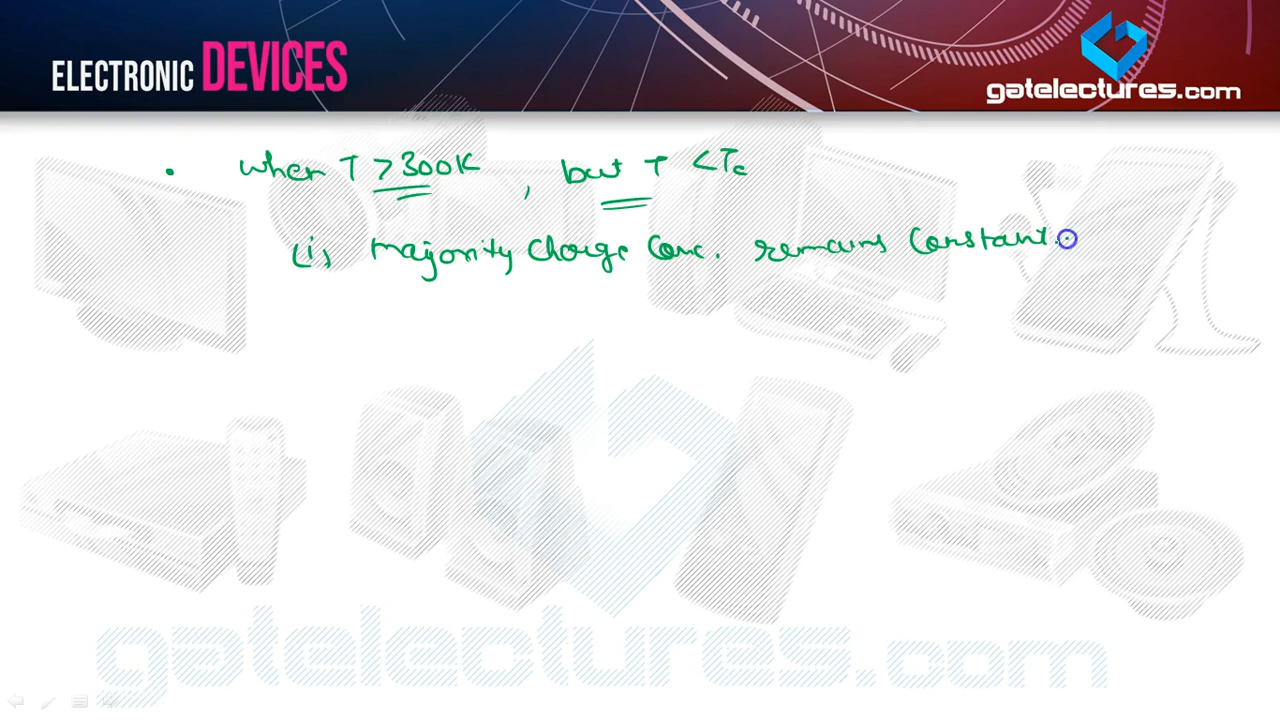 ELECTRONIC DEVICES
gatelectures.com
• when T > 300K , but T < Tc
(i) majority charge conc. remains constant.
gatelectures.com